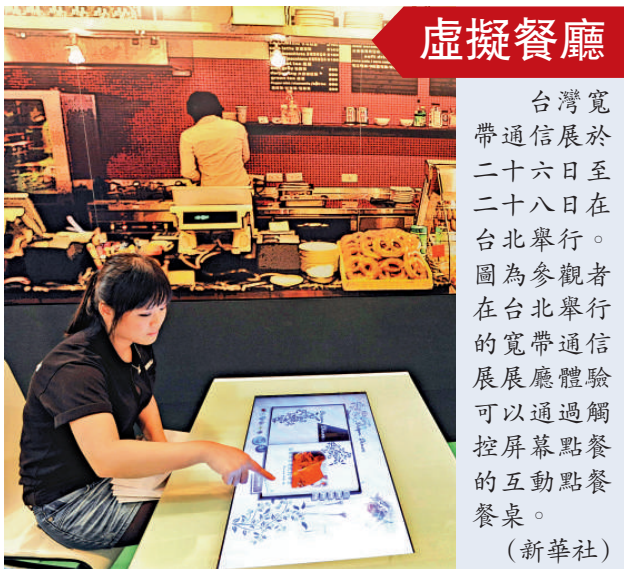 虛擬餐廳
台灣寬
帶通信展於
二十六日至
二十八日在
台北舉行。
圖為參觀者
在台北舉行
的寬帶通信
展展廳體驗
可以通過觸
控屏幕點餐
的互動點餐
餐桌。
(新華社)